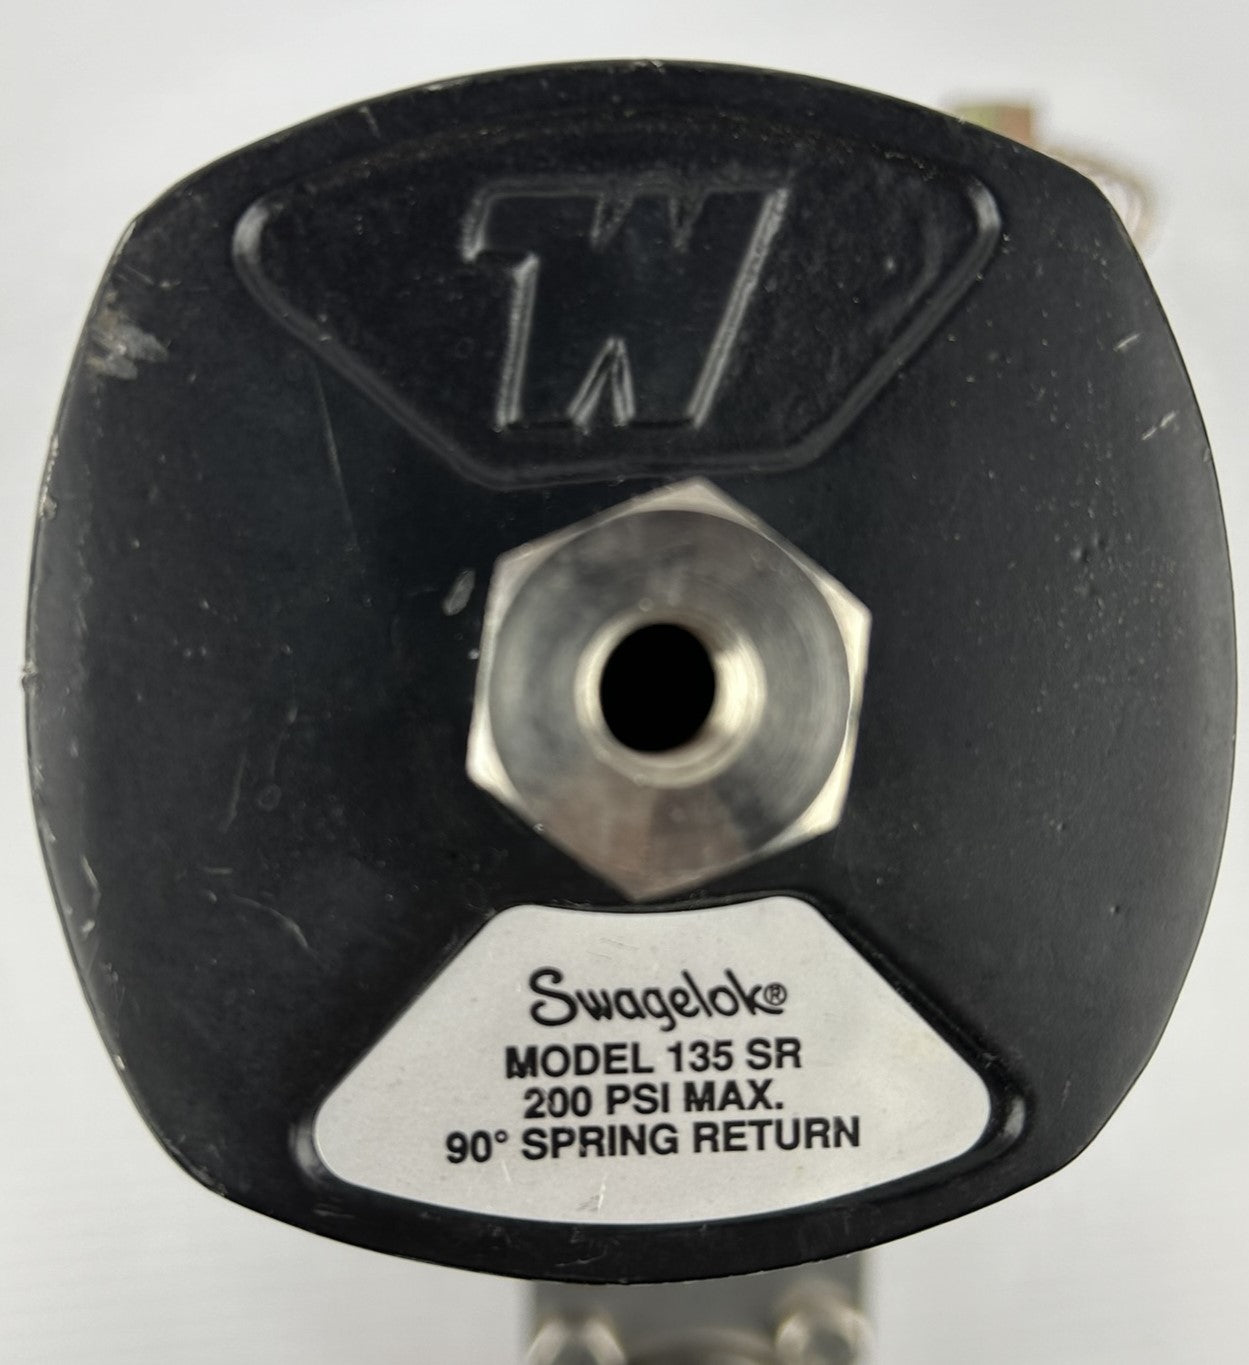 W
Swagelok®
MODEL 135 SR
200 PSI MAX.
90° SPRING RETURN